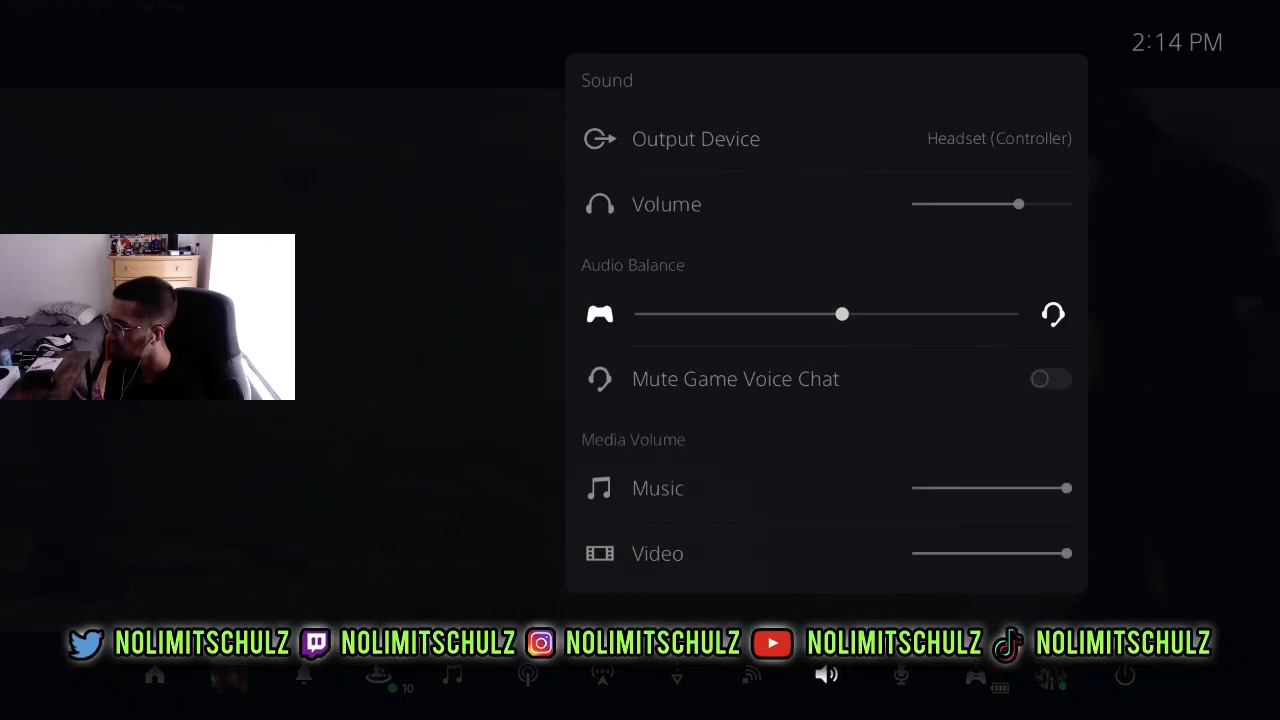 2:14 PM
Sound
Output Device Headset (Controller)
Volume
Audio Balance
Mute Game Voice Chat
Media Volume
Music
Video
NOLIMITSCHULZ NOLIMITSCHULZ NOLIMITSCHULZ NOLIMITSCHULZ NOLIMITSCHULZ
10